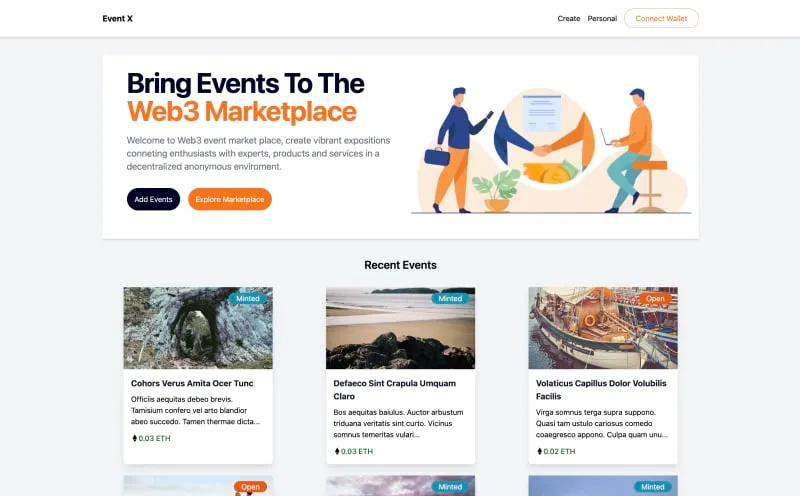 Event X
Create
Personal
Connect Wallet
Bring Events To The
Web3 Marketplace
Welcome to Web3 event market place, create vibrant expositions
conneting enthusiasts with experts, products and services in a
decentralized anonymous enviroment.
Add Events
Explore Marketplace
Recent Events
Minted
Cohors Verus Amita Ocer Tunc
Officiis aequitas debeo brevis.
Tamisium confero vel arto blandior
abeo succedo. Tamen thermae dicta...
0.03 ETH
Minted
Defaeco Sint Crapula Umquam
Claro
Bos aequitas baiulus. Auctor arbustum
triduana veritatis sint curto. Vicinus
somnus temeritas vulari...
0.03 ETH
Open
Volaticus Capillus Dolor Volubilis
Facilis
Virga somnus terga supra suppono.
Quasi tam ustulo cariosus comedo
coaegresco appono. Culpa quam unu...
0.02 ETH
Open
Minted
Minted